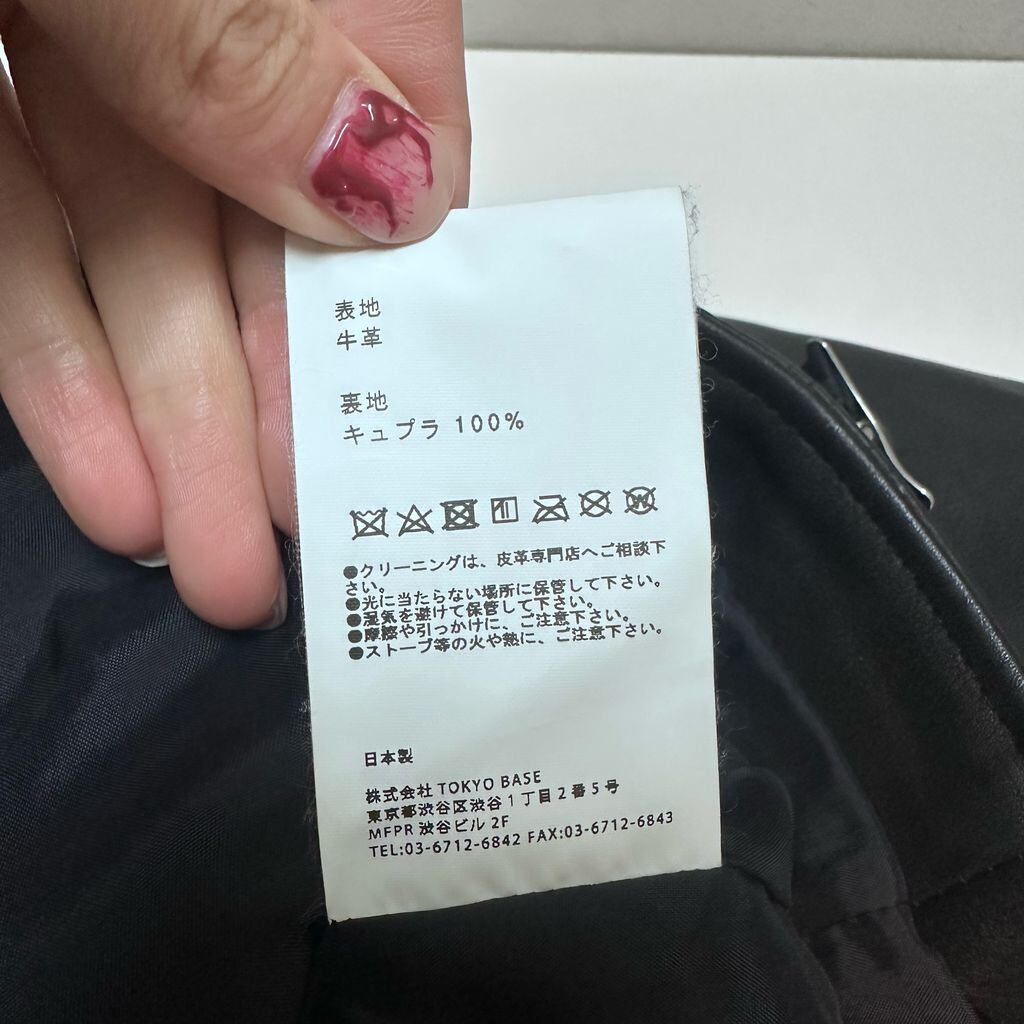 表地
牛革
裏地
キュプラ 100%
●クリーニングは、皮革専門店へご相談下
さい。
●光に当たらない場所に保管して下さい。
●湿気を避けて保管して下さい。
●摩擦や引っかけに、ご注意下さい。
●ストーブ等の火や熱に、ご注意下さい。
日本製
株式会社 TOKYO BASE
東京都渋谷区渋谷1丁目2番5号
MFPR 渋谷ビル 2F
TEL:03-6712-6842 FAX:03-6712-6843